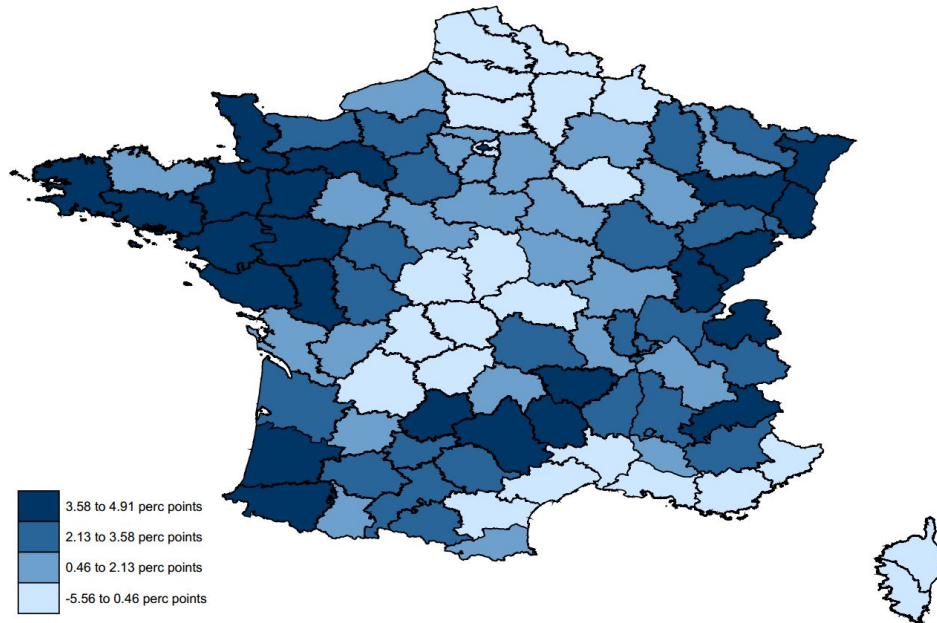 3.58 to 4.91 perc points
2.13 to 3.58 perc points
0.46 to 2.13 perc points
-5.56 to 0.46 perc points